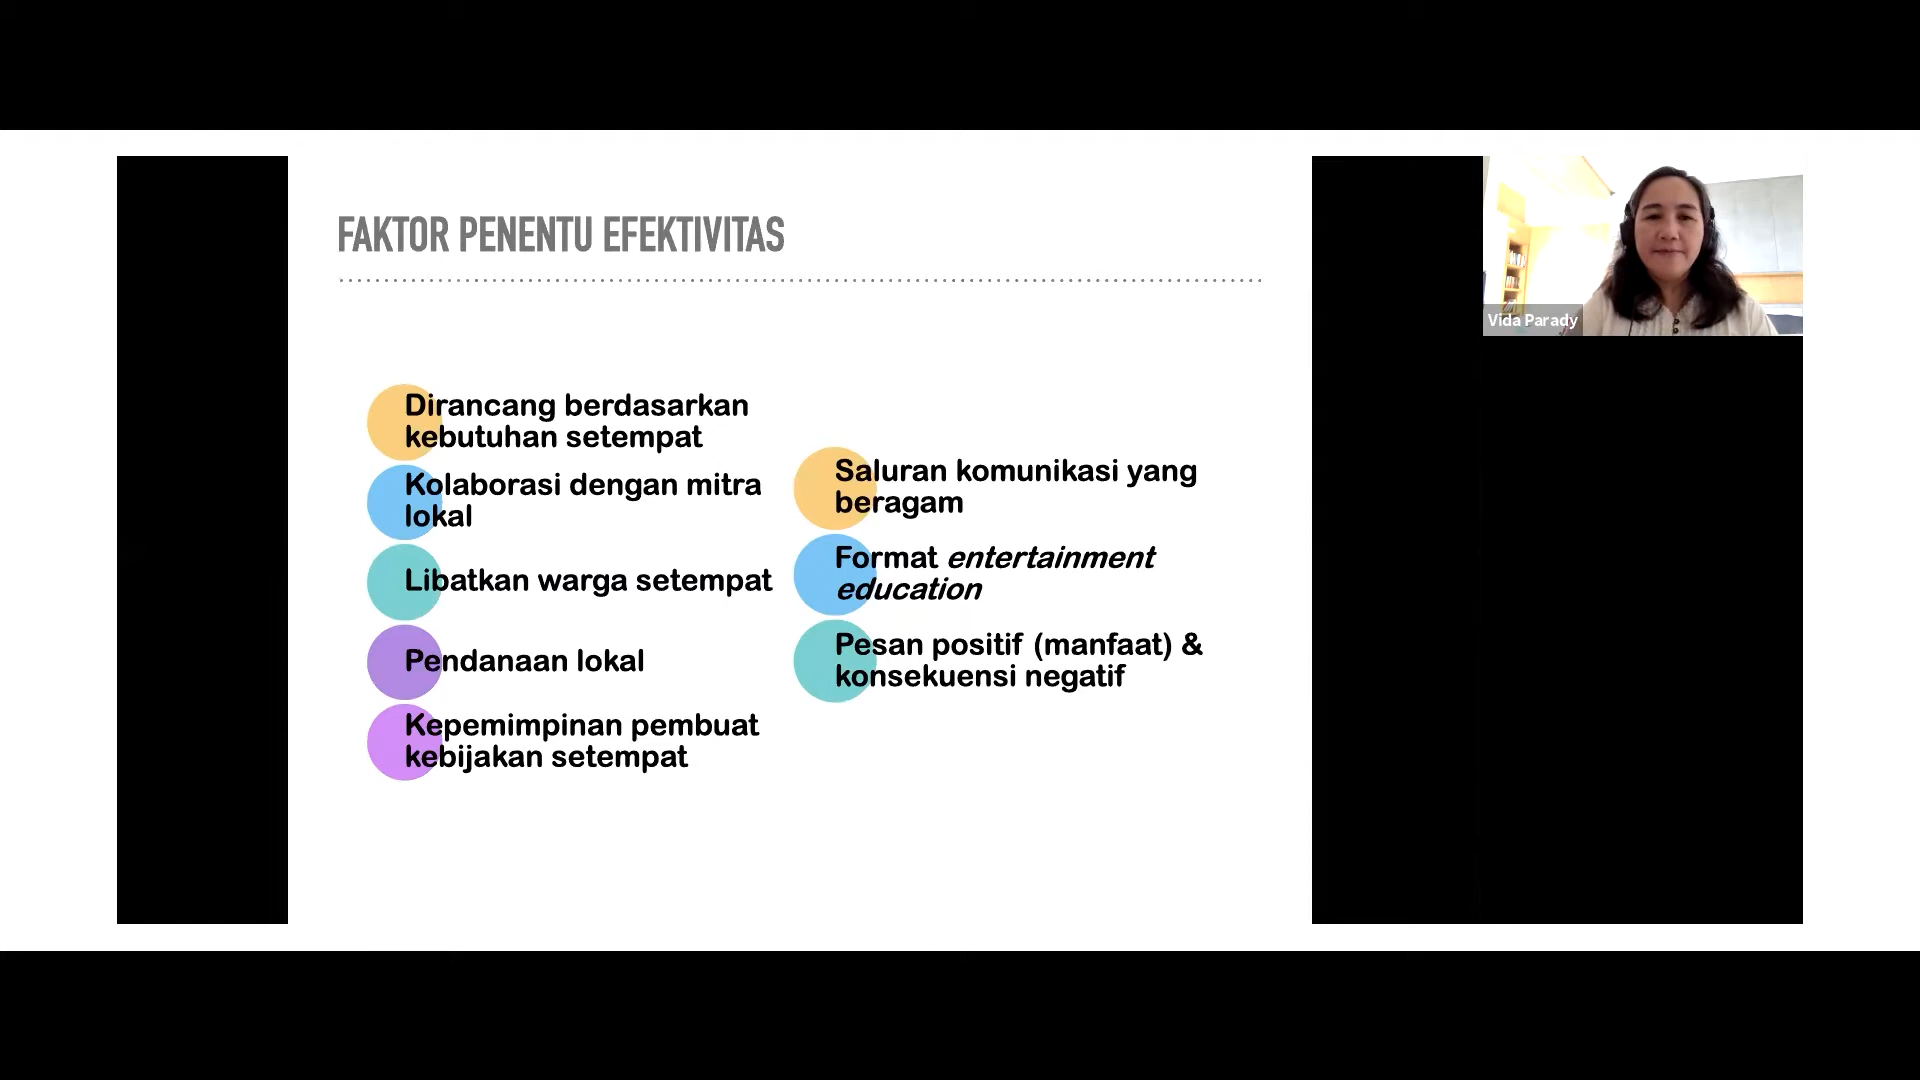 FAKTOR PENENTU EFEKTIVITAS
Dirancang berdasarkan
kebutuhan setempat
Kolaborasi dengan mitra
lokal
Libatkan warga setempat
Pendanaan lokal
Kepemimpinan pembuat
kebijakan setempat
Saluran komunikasi yang
beragam
Format entertainment
education
Pesan positif (manfaat) &
konsekuensi negatif
Vida Parady